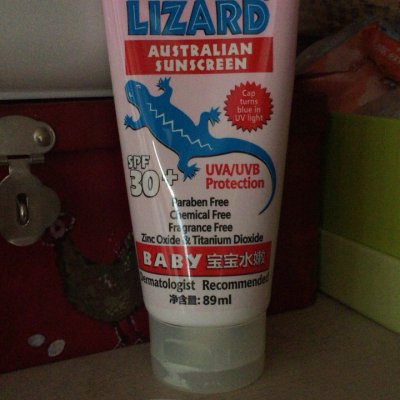 LIZARD
AUSTRALIAN
SUNSCREEN
Cap
turns
blue in
UV light
SPF
30+
UVA/UVB
Protection
Paraben Free
Chemical Free
Fragrance Free
Zinc Oxide & Titanium Dioxide
BABY 宝宝水嫩
Dermatologist Recommended
净含量: 89ml